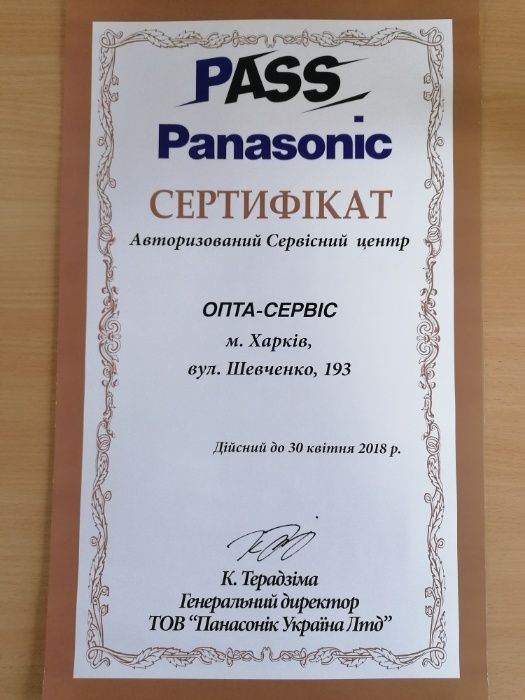 PASS
Panasonic
СЕРТИФІКАТ
Авторизований Сервісний центр
ОПТА-СЕРВІС
м. Харків,
вул. Шевченко, 193
Дійсний до 30 квітня 2018 р.
К. Терадзіма
Генеральний директор
ТОВ “Панасонік Україна Лтд”